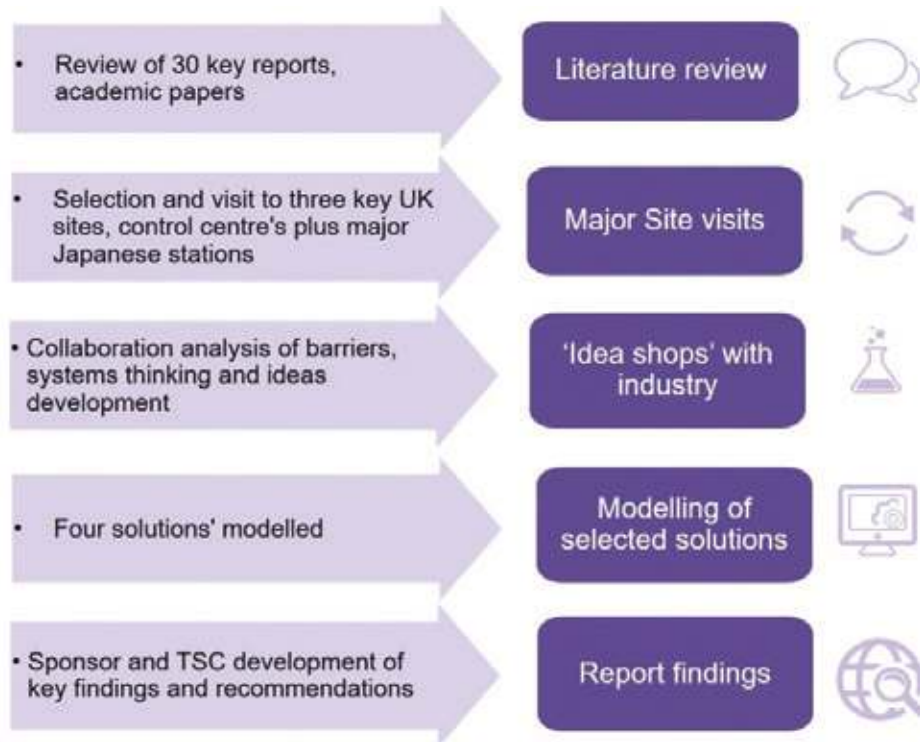 • Review of 30 key reports,
academic papers
Literature review
• Selection and visit to three key UK
sites, control centre's plus major
Japanese stations
Major Site visits
• Collaboration analysis of barriers,
systems thinking and ideas
development
‘Idea shops’ with
industry
• Four solutions' modelled
Modelling of
selected solutions
• Sponsor and TSC development of
key findings and recommendations
Report findings